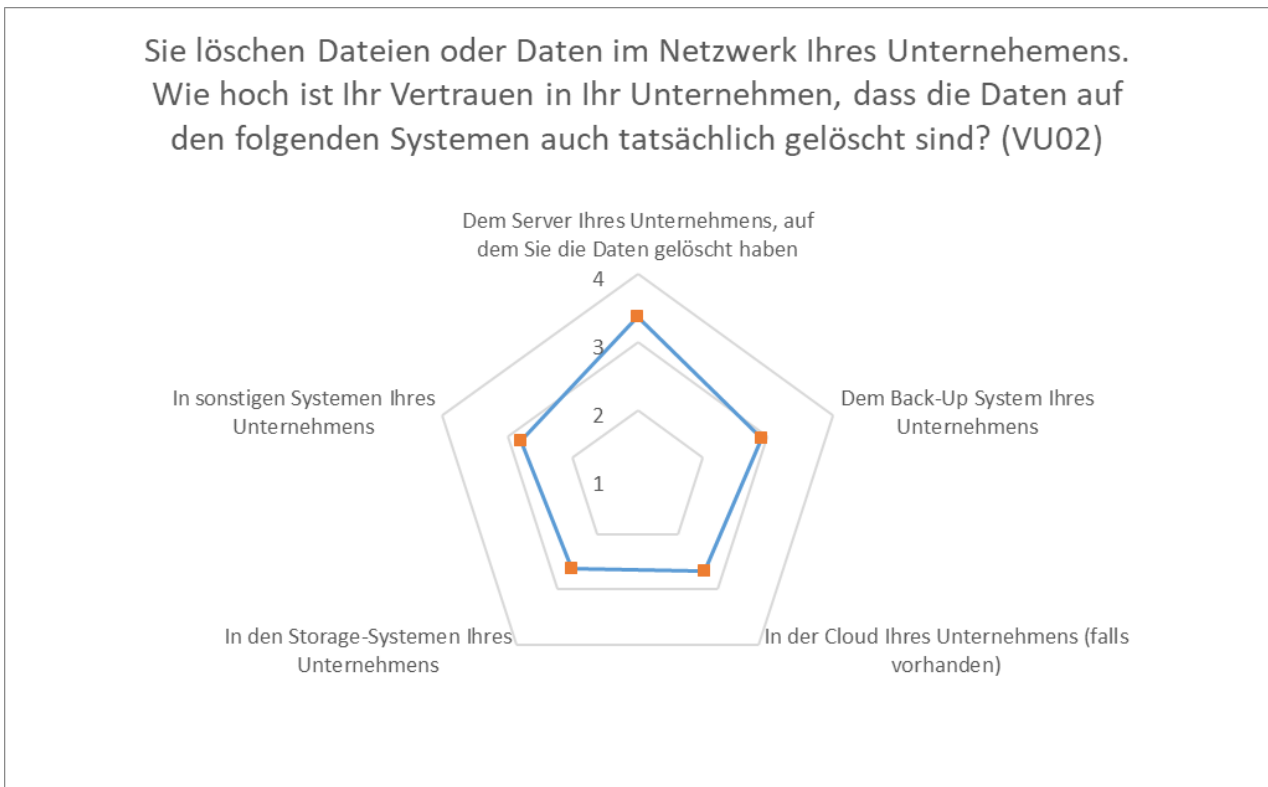 Sie löschen Dateien oder Daten im Netzwerk Ihres Unternehemens.
Wie hoch ist Ihr Vertrauen in Ihr Unternehmen, dass die Daten auf
den folgenden Systemen auch tatsächlich gelöscht sind? (VU02)
Dem Server Ihres Unternehmens, auf
dem Sie die Daten gelöscht haben
4
3
2
1
Dem Back-Up System Ihres
Unternehmens
In der Cloud Ihres Unternehmens (falls
vorhanden)
In den Storage-Systemen Ihres
Unternehmens
In sonstigen Systemen Ihres
Unternehmens